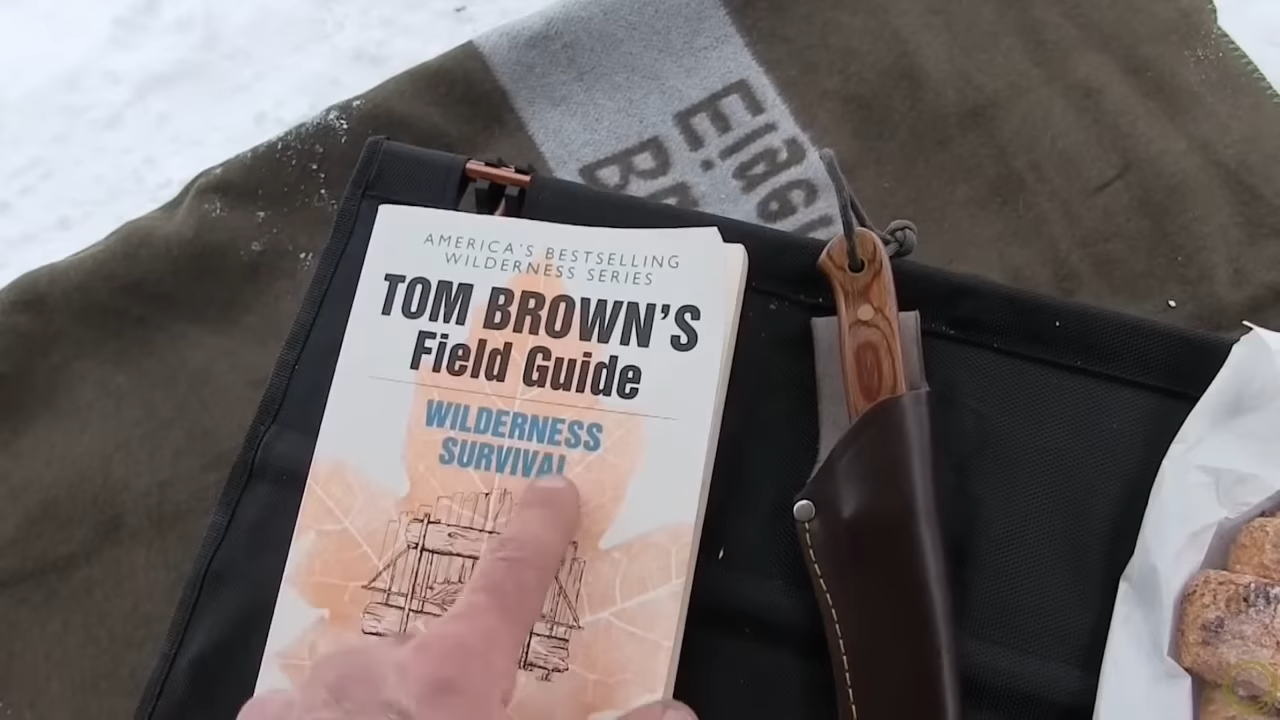 AMERICA'S BESTSELLING
WILDERNESS SERIES
TOM BROWN'S
Field Guide
WILDERNESS
SURVIVAL